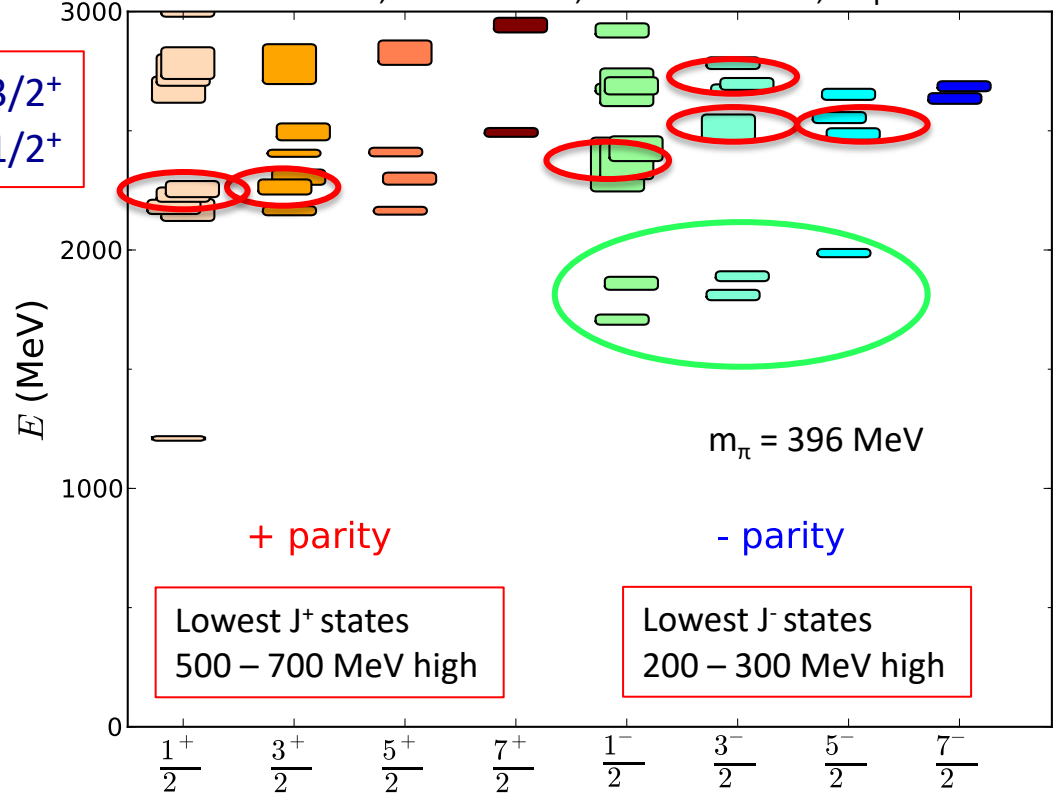 3/2⁺
1/2⁺
3000
2000
1000
0
E (MeV)
mπ = 396 MeV
+ parity
- parity
Lowest J⁺ states
500 – 700 MeV high
Lowest J⁻ states
200 – 300 MeV high
1⁺/2 3⁺/2 5⁺/2 7⁺/2 1⁻/2 3⁻/2 5⁻/2 7⁻/2